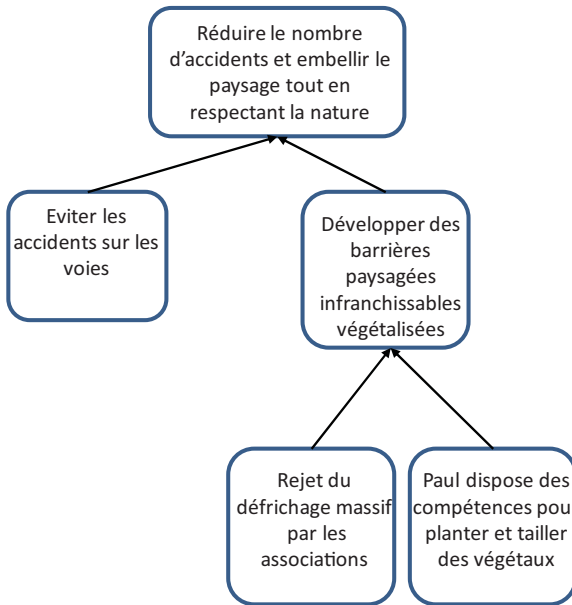 Réduire le nombre
d’accidents et embellir le
paysage tout en
respectant la nature
Eviter les
accidents sur les
voies
Développer des
barrières
paysagées
infranchissables
végétalisées
Rejet du
défrichage massif
par les
associations
Paul dispose des
compétences pour
planter et tailler
des végétaux